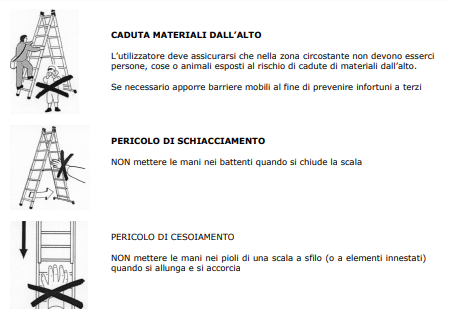 CADUTA MATERIALI DALL'ALTO
L'utilizzatore deve assicurarsi che nella zona circostante non devono esserci
persone, cose o animali esposti al rischio di cadute di materiali dall'alto.
Se necessario apporre barriere mobili al fine di prevenire infortuni a terzi
PERICOLO DI SCHIACCIAMENTO
NON mettere le mani nei battenti quando si chiude la scala
PERICOLO DI CESOIAMENTO
NON mettere le mani nei pioli di una scala a sfilo (o a elementi innestati)
quando si allunga e si accorcia